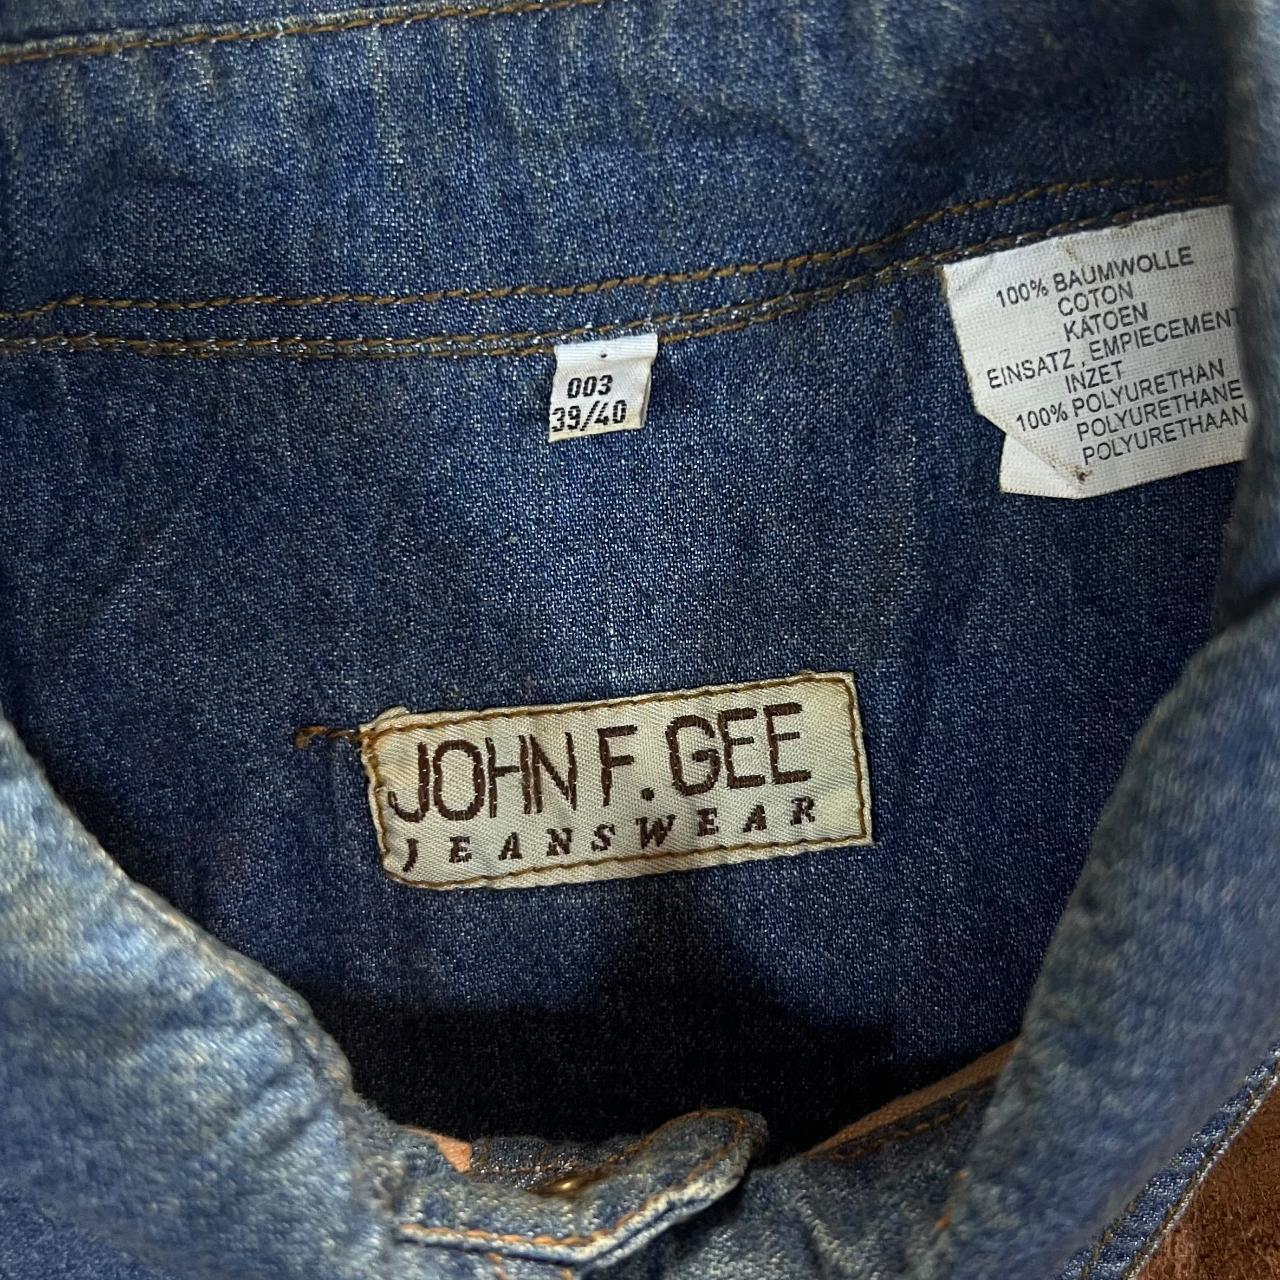 003
39/40
100% BAUMWOLLE
COTON
KATOEN
EINSATZ , EMPIECEMENT
INZET
100% POLYURETHAN
POLYURETHANE
POLYURETHAAN
JOHN F. GEE
JEANSWEAR